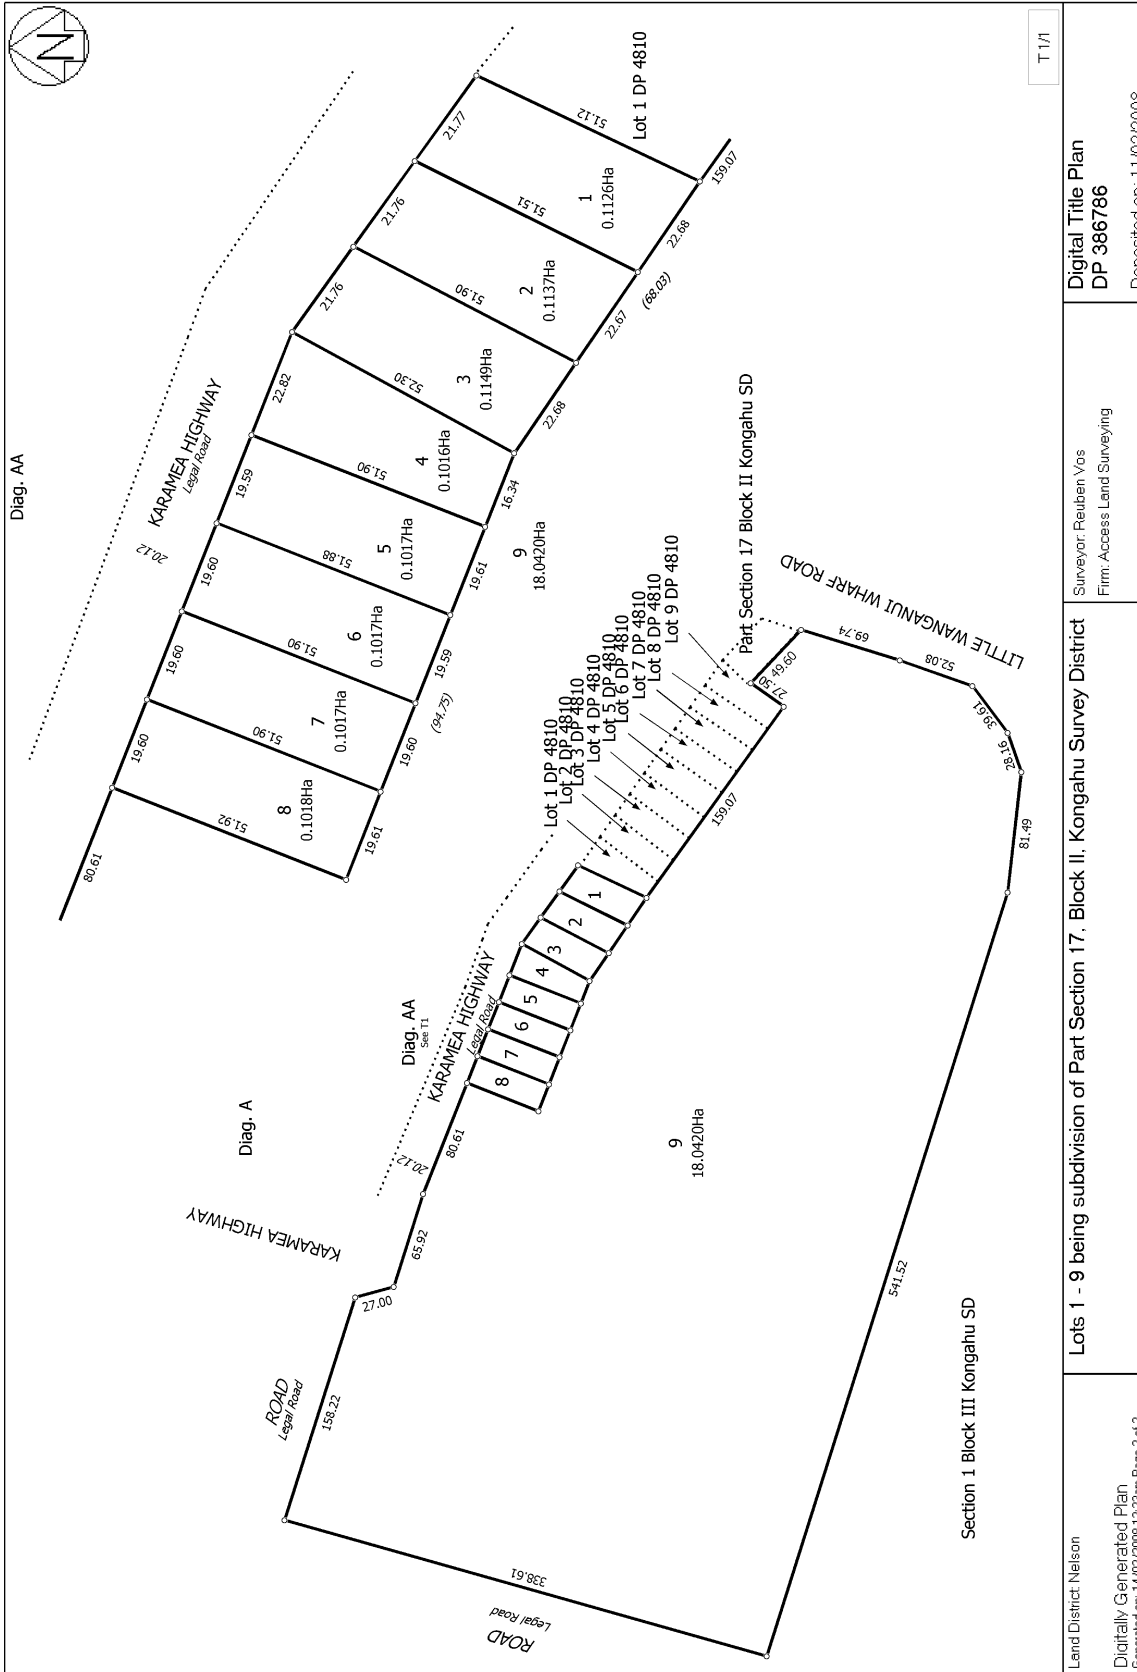 N
Diag. AA
KARAMEA HIGHWAY
Legal Road
20.12
80.61
19.60
19.60
19.60
19.59
22.82
21.76
21.76
21.77
51.92
51.90
51.90
51.88
51.90
52.30
51.90
51.51
51.12
8
0.1018Ha
7
0.1017Ha
6
0.1017Ha
5
0.1017Ha
4
0.1016Ha
3
0.1149Ha
2
0.1137Ha
1
0.1126Ha
Lot 1 DP 4810
19.61
19.60
19.59
19.61
16.34
22.68
22.67
22.68
159.07
(94.75)
(68.03)
9
18.0420Ha
Diag. A
Diag. AA
See T1
KARAMEA HIGHWAY
KARAMEA HIGHWAY
Legal Road
20.12
ROAD
Legal Road
158.22
27.00
65.92
80.61
8
7
6
5
4
3
2
1
Lot 1 DP 4810
Lot 2 DP 4810
Lot 3 DP 4810
Lot 4 DP 4810
Lot 5 DP 4810
Lot 6 DP 4810
Lot 7 DP 4810
Lot 8 DP 4810
Lot 9 DP 4810
Part Section 17 Block II Kongahu SD
159.07
27.50
49.60
69.74
52.08
39.61
28.16
81.49
LITTLE WANGANUI WHARF ROAD
9
18.0420Ha
541.52
338.61
ROAD
Legal Road
Section 1 Block III Kongahu SD
T 1/1
Land District: Nelson
Digitally Generated Plan
Lots 1 - 9 being subdivision of Part Section 17, Block II, Kongahu Survey District
Surveyor: Reuben Vos
Firm: Access Land Surveying
Digital Title Plan
DP 386786